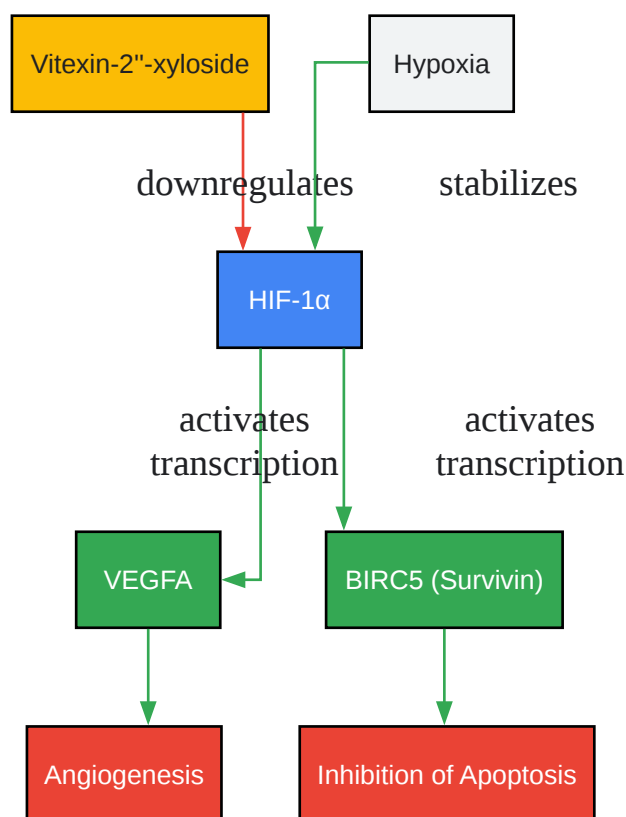 Vitexin-2"-xyloside
Hypoxia
downregulates
stabilizes
HIF-1α
activates
transcription
activates
transcription
VEGFA
BIRC5 (Survivin)
Angiogenesis
Inhibition of Apoptosis